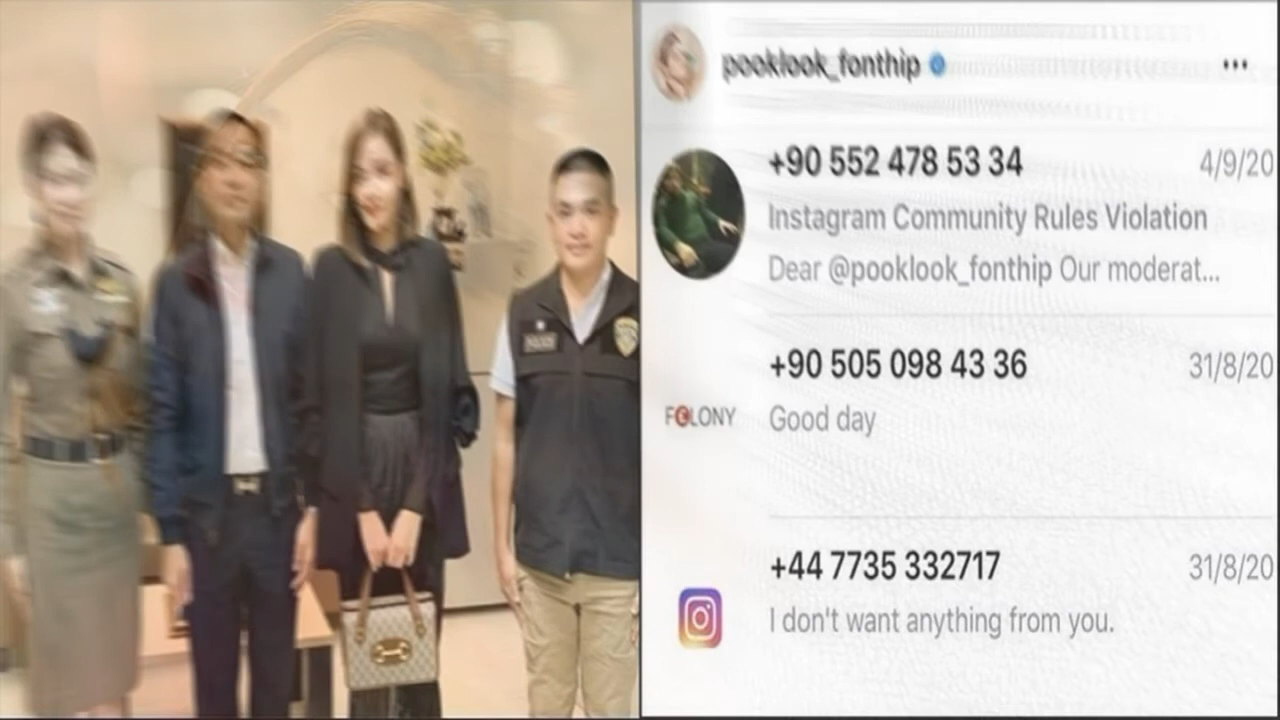 pooklook_fonthip
+90 552 478 53 34 4/9/20
Instagram Community Rules Violation
Dear @pooklook_fonthip Our moderat...
+90 505 098 43 36 31/8/20
FOLONY Good day
+44 7735 332717 31/8/20
I don't want anything from you.